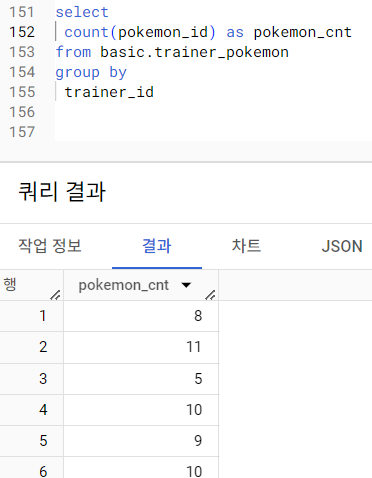 151 select
152 count(pokemon_id) as pokemon_cnt
153 from basic.trainer_pokemon
154 group by
155 trainer_id
156
157
쿼리 결과
작업 정보 결과 차트 JSON
행 pokemon_cnt
1 8
2 11
3 5
4 10
5 9
6 10